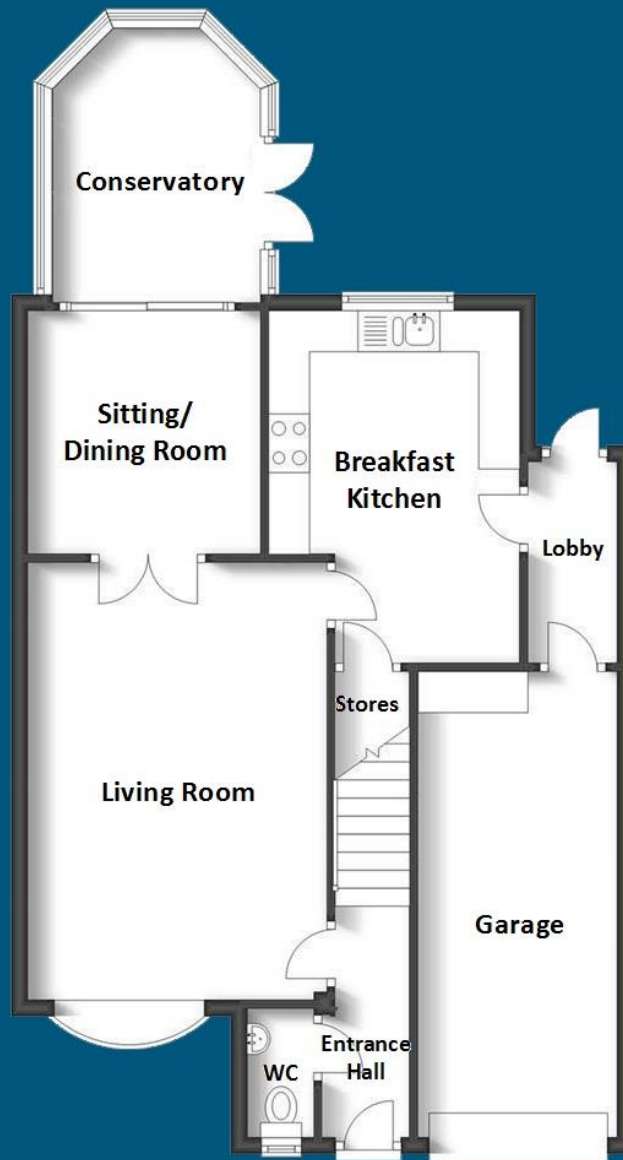 Conservatory
Sitting/
Dining Room
Breakfast
Kitchen
Lobby
Stores
Living Room
Garage
Entrance
Hall
WC